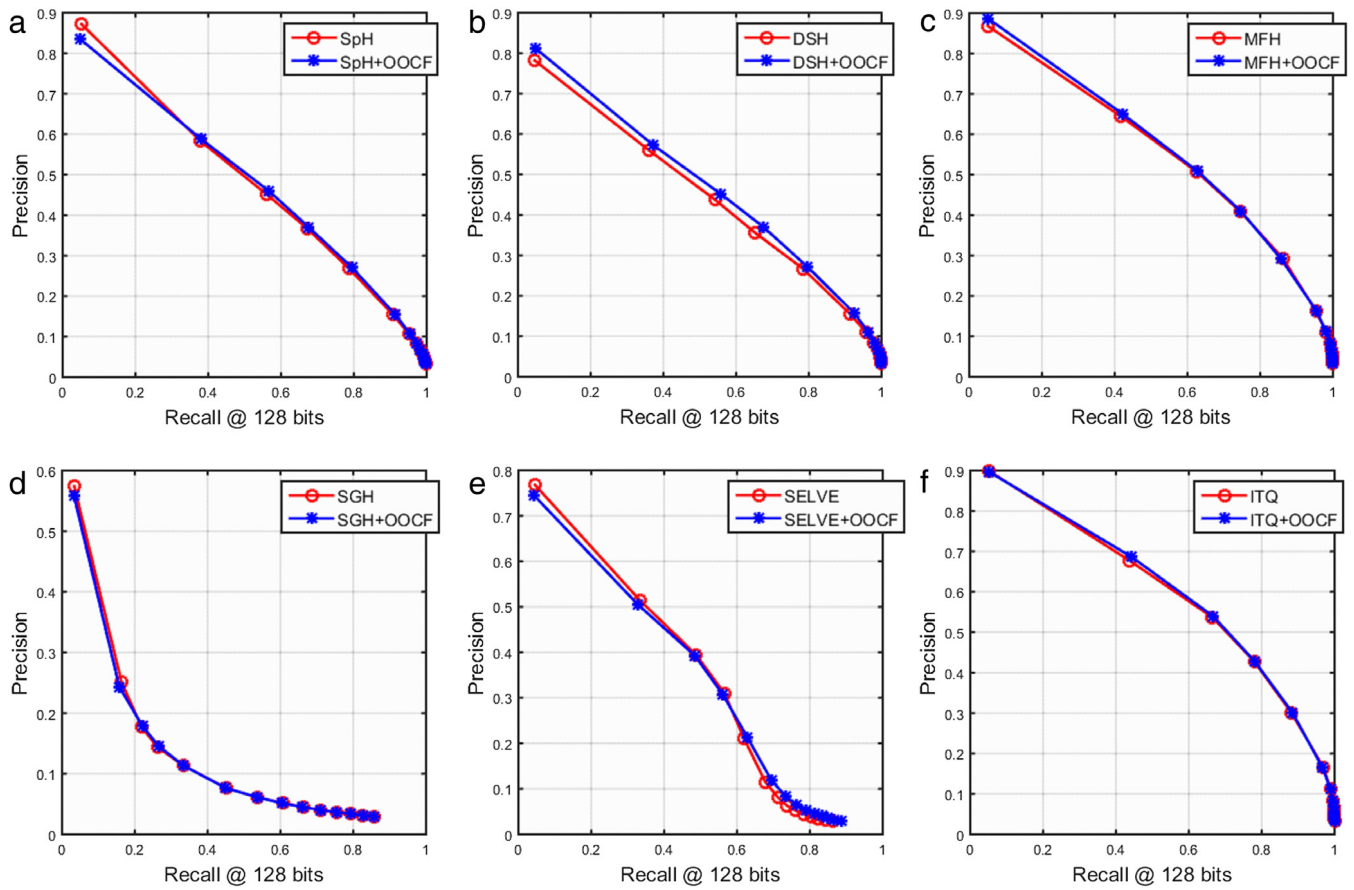 a
0.9
0.8
0.7
0.6
0.5
0.4
0.3
0.2
0.1
0
Precision
0 0.2 0.4 0.6 0.8 1
Recall @ 128 bits
SpH
SpH+OOCF
b
0.9
0.8
0.7
0.6
0.5
0.4
0.3
0.2
0.1
0
Precision
0 0.2 0.4 0.6 0.8 1
Recall @ 128 bits
DSH
DSH+OOCF
c
0.9
0.8
0.7
0.6
0.5
0.4
0.3
0.2
0.1
0
Precision
0 0.2 0.4 0.6 0.8 1
Recall @ 128 bits
MFH
MFH+OOCF
d
0.6
0.5
0.4
0.3
0.2
0.1
0
Precision
0 0.2 0.4 0.6 0.8 1
Recall @ 128 bits
SGH
SGH+OOCF
e
0.8
0.7
0.6
0.5
0.4
0.3
0.2
0.1
0
Precision
0 0.2 0.4 0.6 0.8 1
Recall @ 128 bits
SELVE
SELVE+OOCF
f
0.9
0.8
0.7
0.6
0.5
0.4
0.3
0.2
0.1
0
Precision
0 0.2 0.4 0.6 0.8 1
Recall @ 128 bits
ITQ
ITQ+OOCF